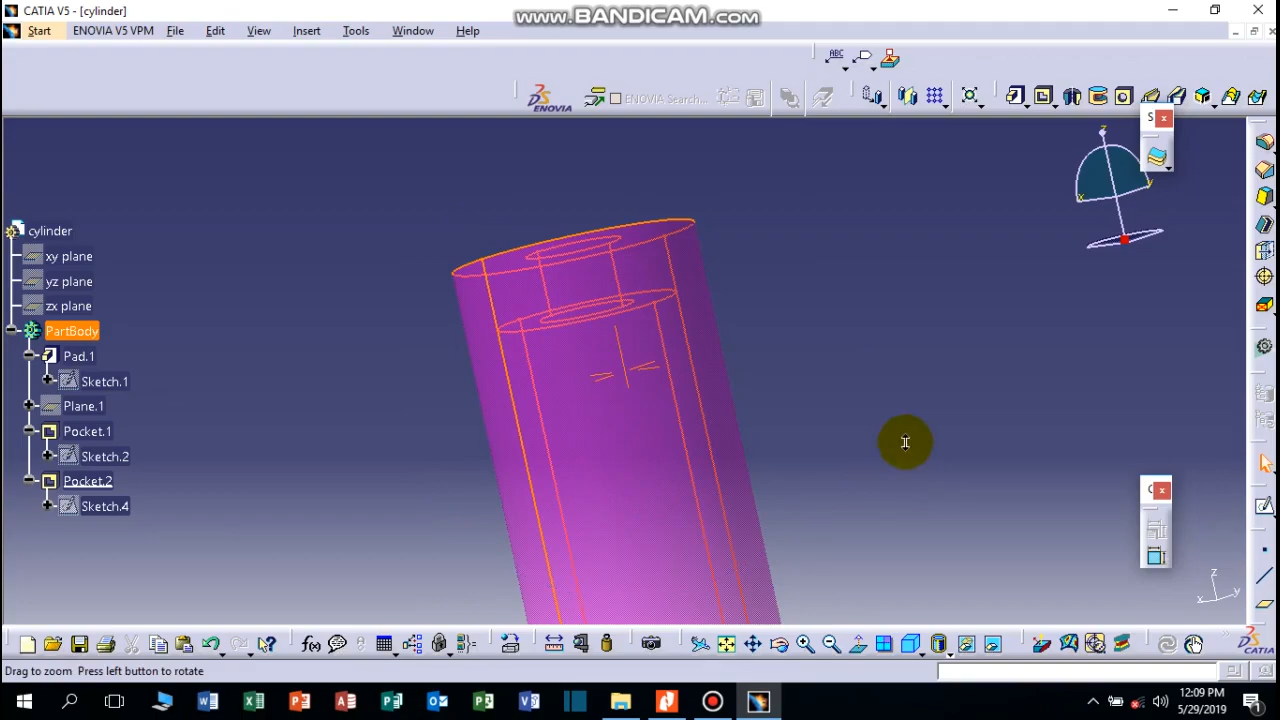 CATIA V5 - [cylinder]
www.BANDICAM.com
Start ENOVIA V5 VPM File Edit View Insert Tools Window Help
ABC
ENOVIA
ENOVIA Search...
S x
z
x y
cylinder
xy plane
yz plane
zx plane
PartBody
Pad.1
Sketch.1
Plane.1
Pocket.1
Sketch.2
Pocket.2
Sketch.4
x
z
x y
f(x)
CATIA
Drag to zoom Press left button to rotate
12:09 PM
5/29/2019